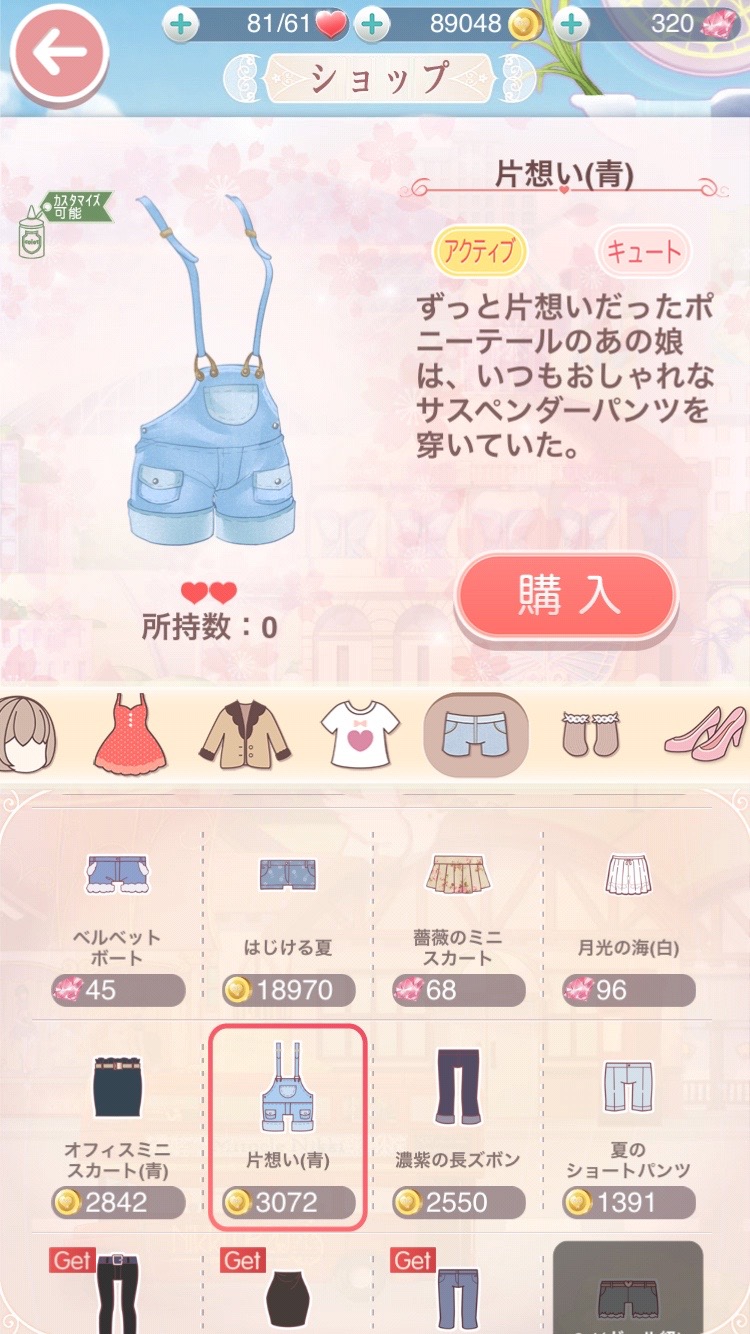 81/61
89048
320
ショップ
カスタマイズ
可能
片想い(青)
アクティブ
キュート
ずっと片想いだったポ
ニーテールのあの娘
は、いつもおしゃれな
サスペンダーパンツを
穿いていた。
所持数：0
購入
ベルベット
ボート
はじける夏
薔薇のミニ
スカート
月光の海(白)
45
18970
68
96
オフィスミニ
スカート(青)
片想い(青)
濃紫の長ズボン
夏の
ショートパンツ
2842
3072
2550
1391
Get
Get
Get